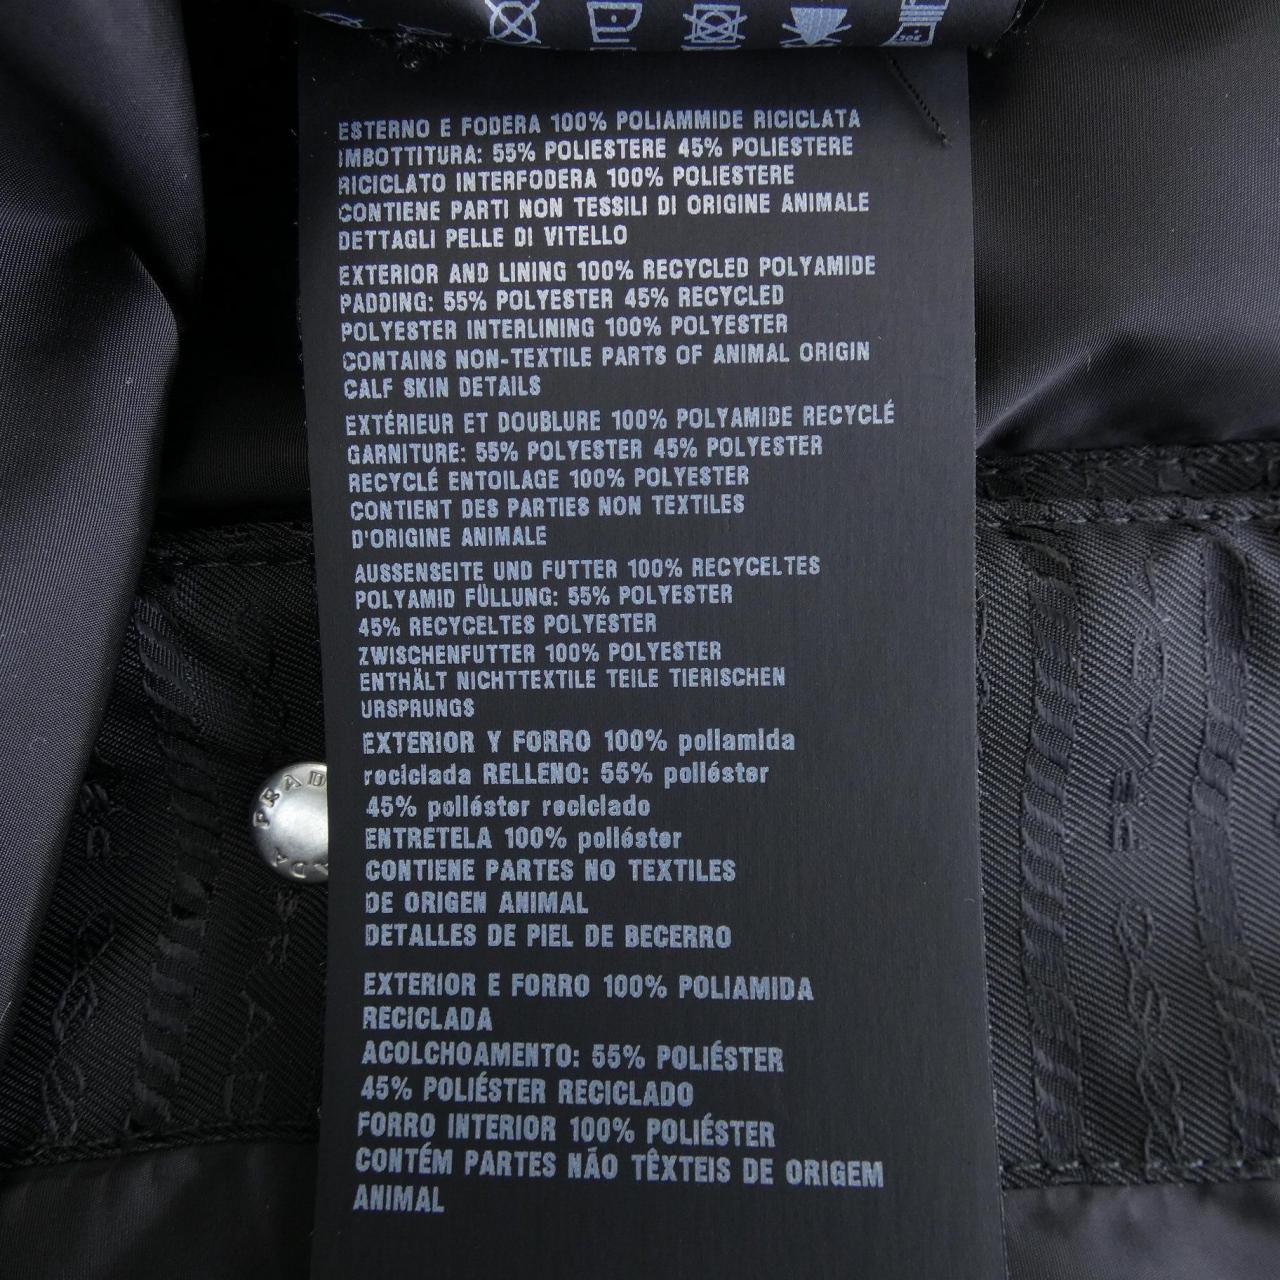 ESTERNO E FODERA 100% POLIAMMIDE RICICLATA
IMBOTTITURA: 55% POLIESTERE 45% POLIESTERE
RICICLATO INTERFODERA 100% POLIESTERE
CONTIENE PARTI NON TESSILI DI ORIGINE ANIMALE
DETTAGLI PELLE DI VITELLO
EXTERIOR AND LINING 100% RECYCLED POLYAMIDE
PADDING: 55% POLYESTER 45% RECYCLED
POLYESTER INTERLINING 100% POLYESTER
CONTAINS NON-TEXTILE PARTS OF ANIMAL ORIGIN
CALF SKIN DETAILS
EXTÉRIEUR ET DOUBLURE 100% POLYAMIDE RECYCLÉ
GARNITURE: 55% POLYESTER 45% POLYESTER
RECYCLÉ ENTOILAGE 100% POLYESTER
CONTIENT DES PARTIES NON TEXTILES
D'ORIGINE ANIMALE
AUSSENSEITE UND FUTTER 100% RECYCELTES
POLYAMID FÜLLUNG: 55% POLYESTER
45% RECYCELTES POLYESTER
ZWISCHENFUTTER 100% POLYESTER
ENTHÄLT NICHTTEXTILE TEILE TIERISCHEN
URSPRUNGS
EXTERIOR Y FORRO 100% poliamida
reciclada RELLENO: 55% poliéster
45% poliéster reciclado
ENTRETELA 100% poliéster
CONTIENE PARTES NO TEXTILES
DE ORIGEN ANIMAL
DETALLES DE PIEL DE BECERRO
EXTERIOR E FORRO 100% POLIAMIDA
RECICLADA
ACOLCHOAMENTO: 55% POLIÉSTER
45% POLIÉSTER RECICLADO
FORRO INTERIOR 100% POLIÉSTER
CONTÉM PARTES NÃO TÊXTEIS DE ORIGEM
ANIMAL
PRAD